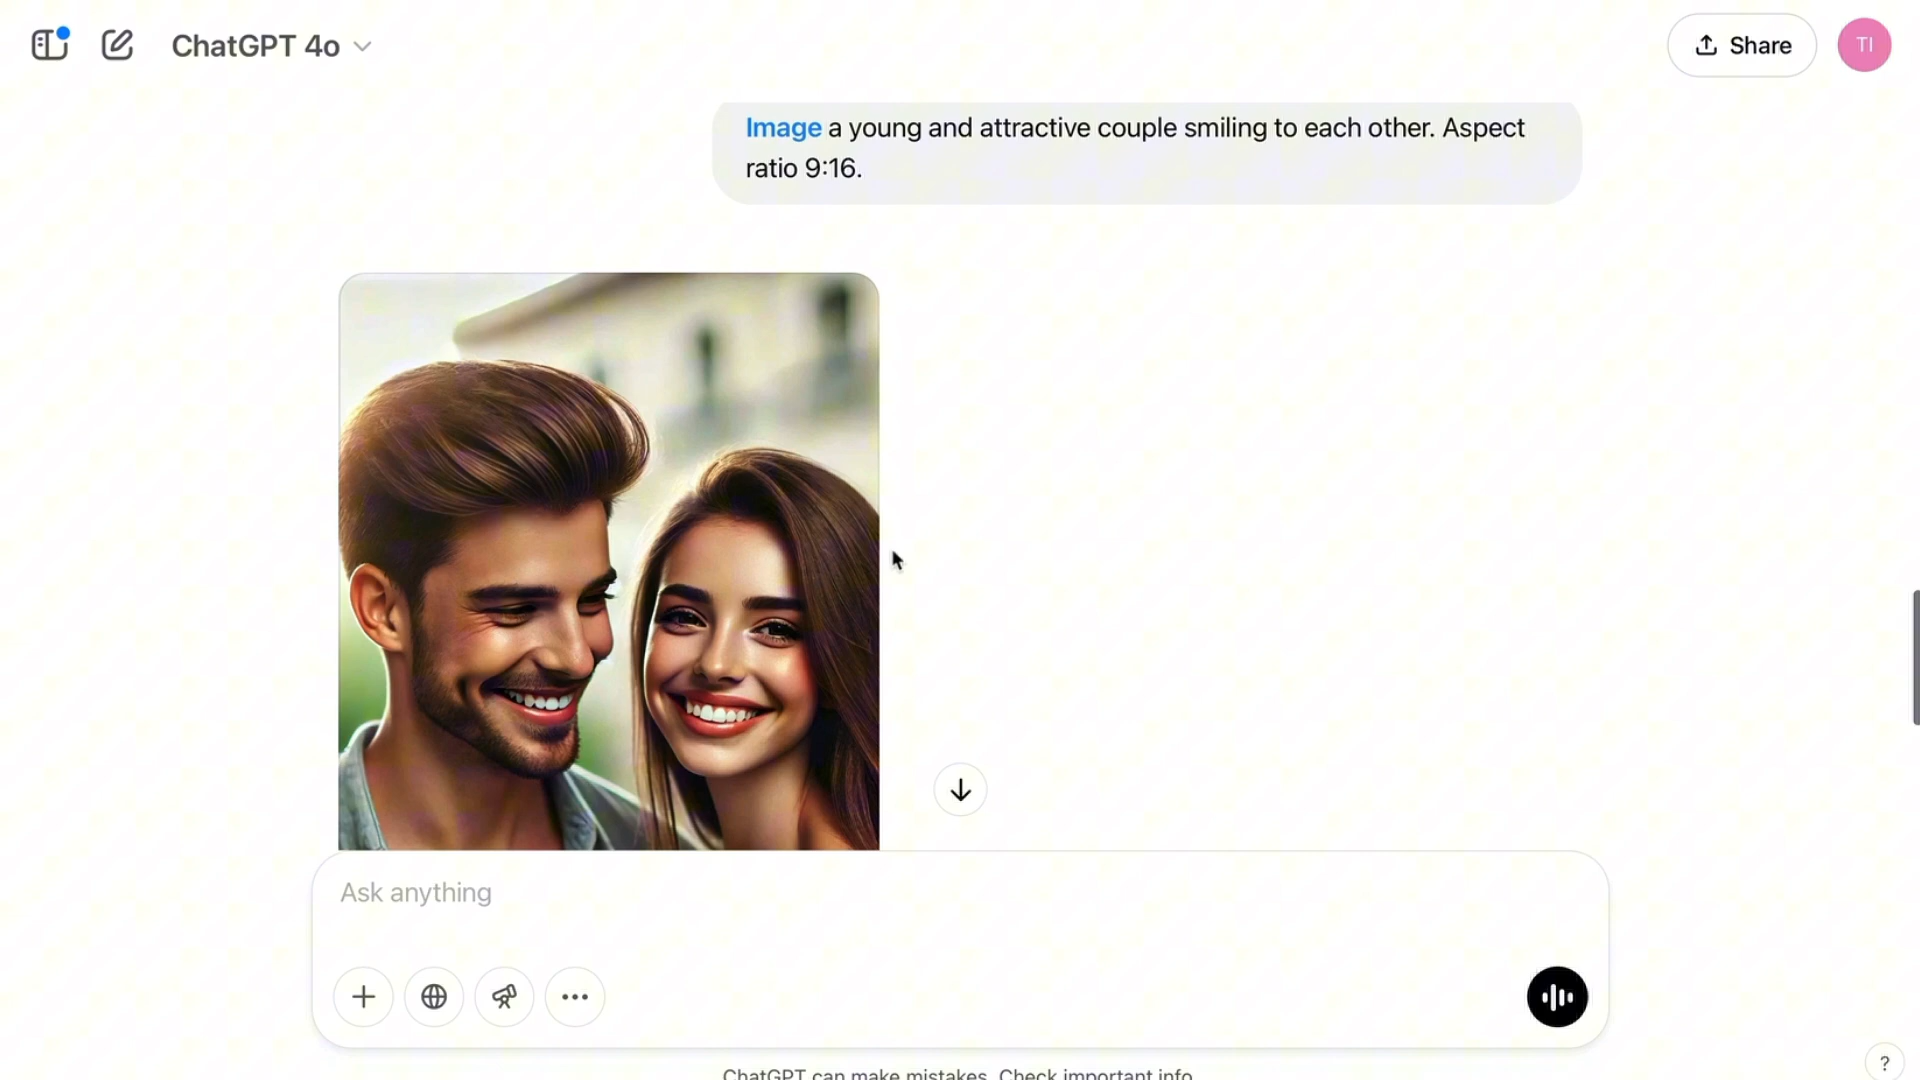 ChatGPT 4o
Share
TI
Image a young and attractive couple smiling to each other. Aspect
ratio 9:16.
Ask anything
ChatGPT can make mistakes. Check important info.
?